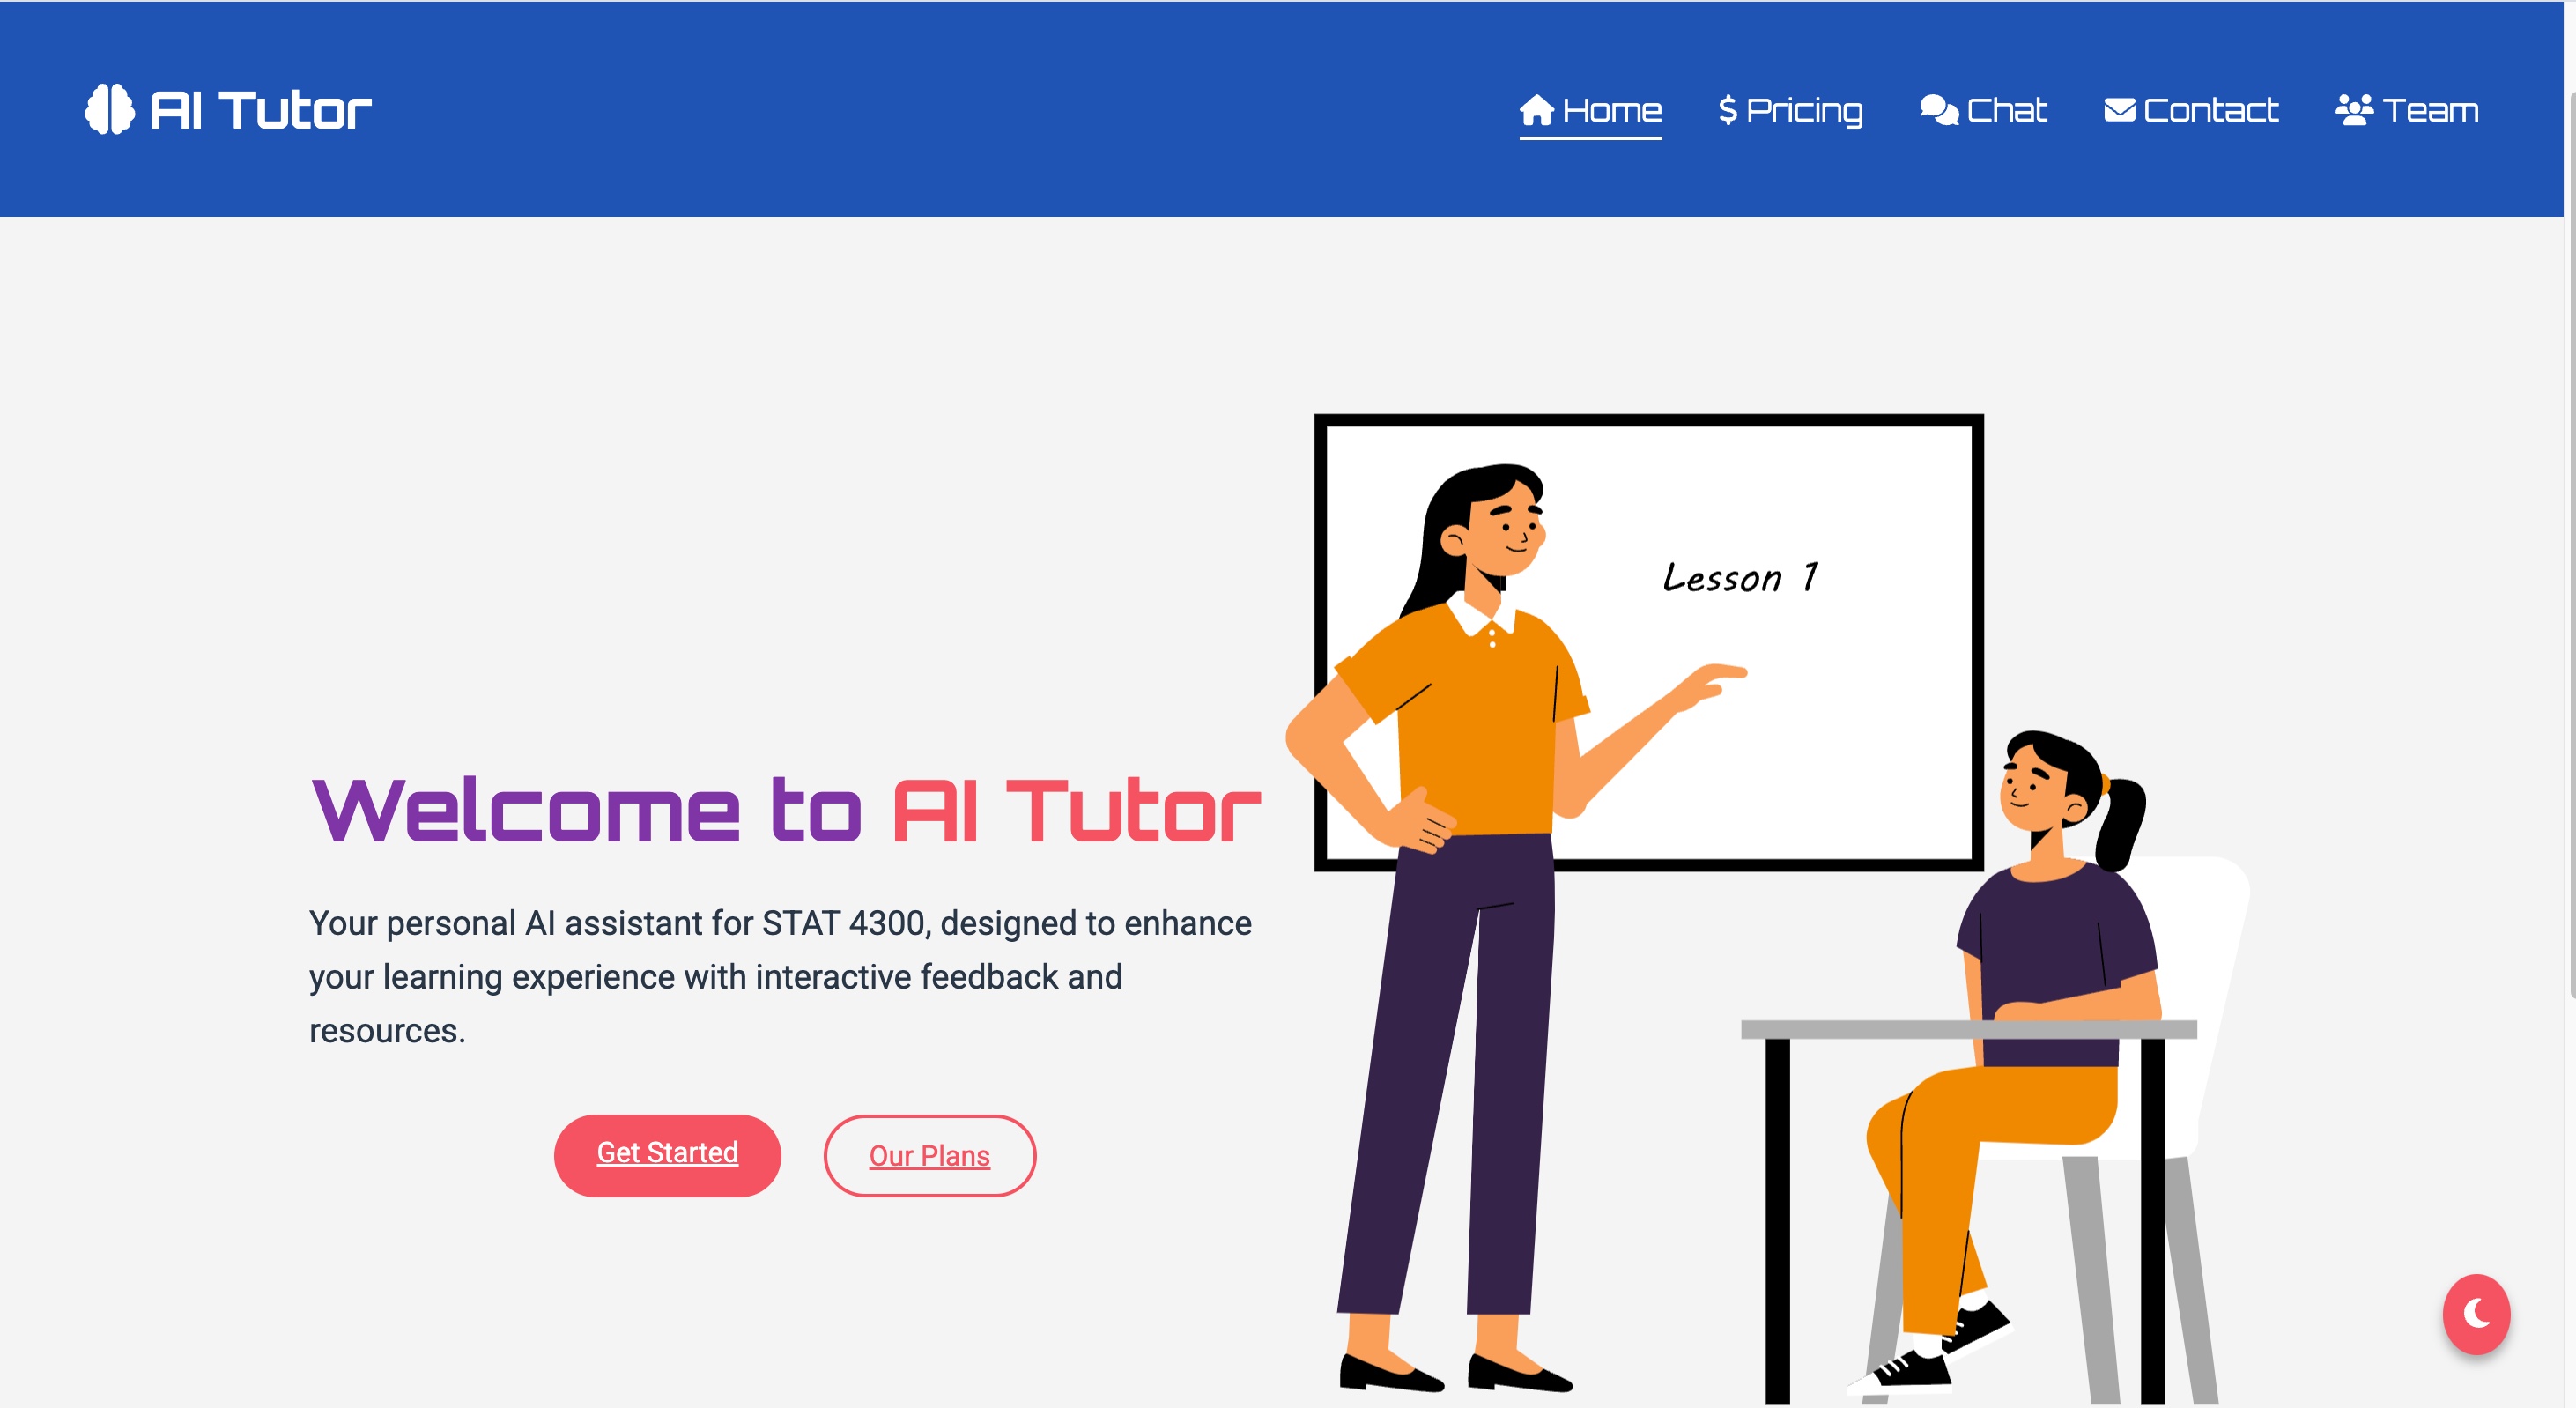 AI Tutor
Home
$ Pricing
Chat
Contact
Team
Lesson 1
Welcome to AI Tutor
Your personal AI assistant for STAT 4300, designed to enhance
your learning experience with interactive feedback and
resources.
Get Started
Our Plans